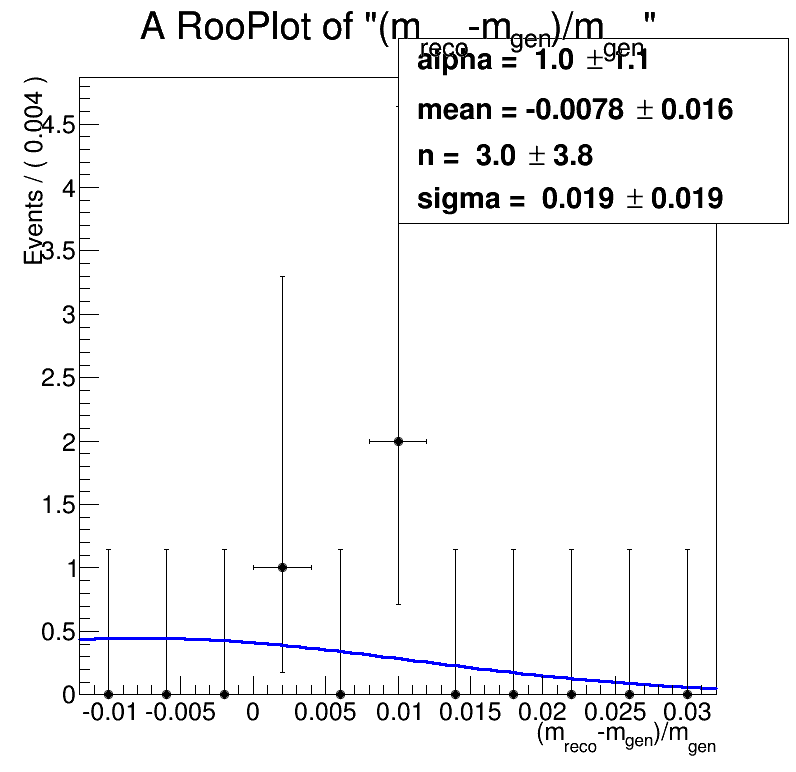 A RooPlot of "(m_reco-m_gen)/m_gen"
alpha = 1.0 ± 1.1
mean = -0.0078 ± 0.016
n = 3.0 ± 3.8
sigma = 0.019 ± 0.019
Events / ( 0.004 )
4.5
4
3.5
3
2.5
2
1.5
1
0.5
0
-0.01 -0.005 0 0.005 0.01 0.015 0.02 0.025 0.03
(m_reco-m_gen)/m_gen